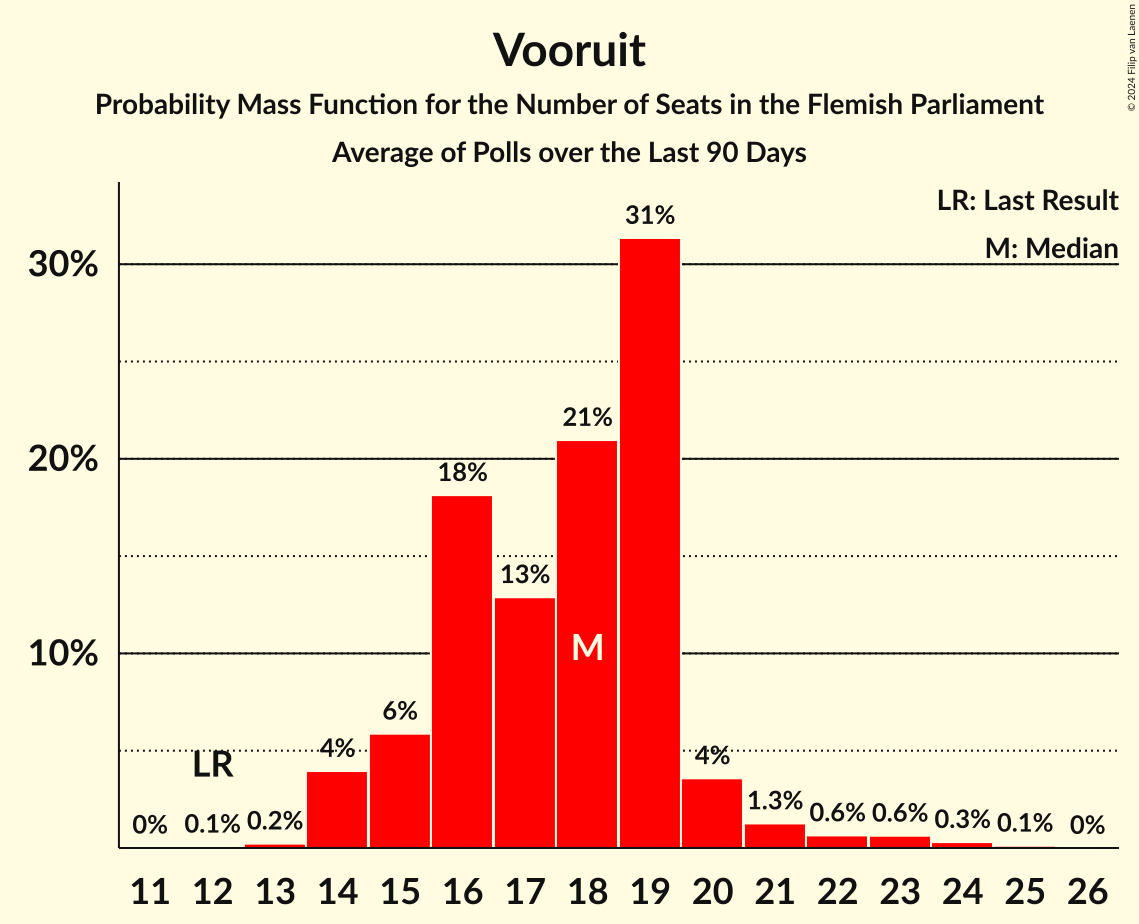 © 2024 Filip van Laenen
Vooruit
Probability Mass Function for the Number of Seats in the Flemish Parliament
Average of Polls over the Last 90 Days
LR: Last Result
M: Median
30%
20%
10%
0%
0.1%
0.2%
4%
6%
18%
13%
21%
31%
4%
1.3%
0.6%
0.6%
0.3%
0.1%
0%
LR
M
11 12 13 14 15 16 17 18 19 20 21 22 23 24 25 26